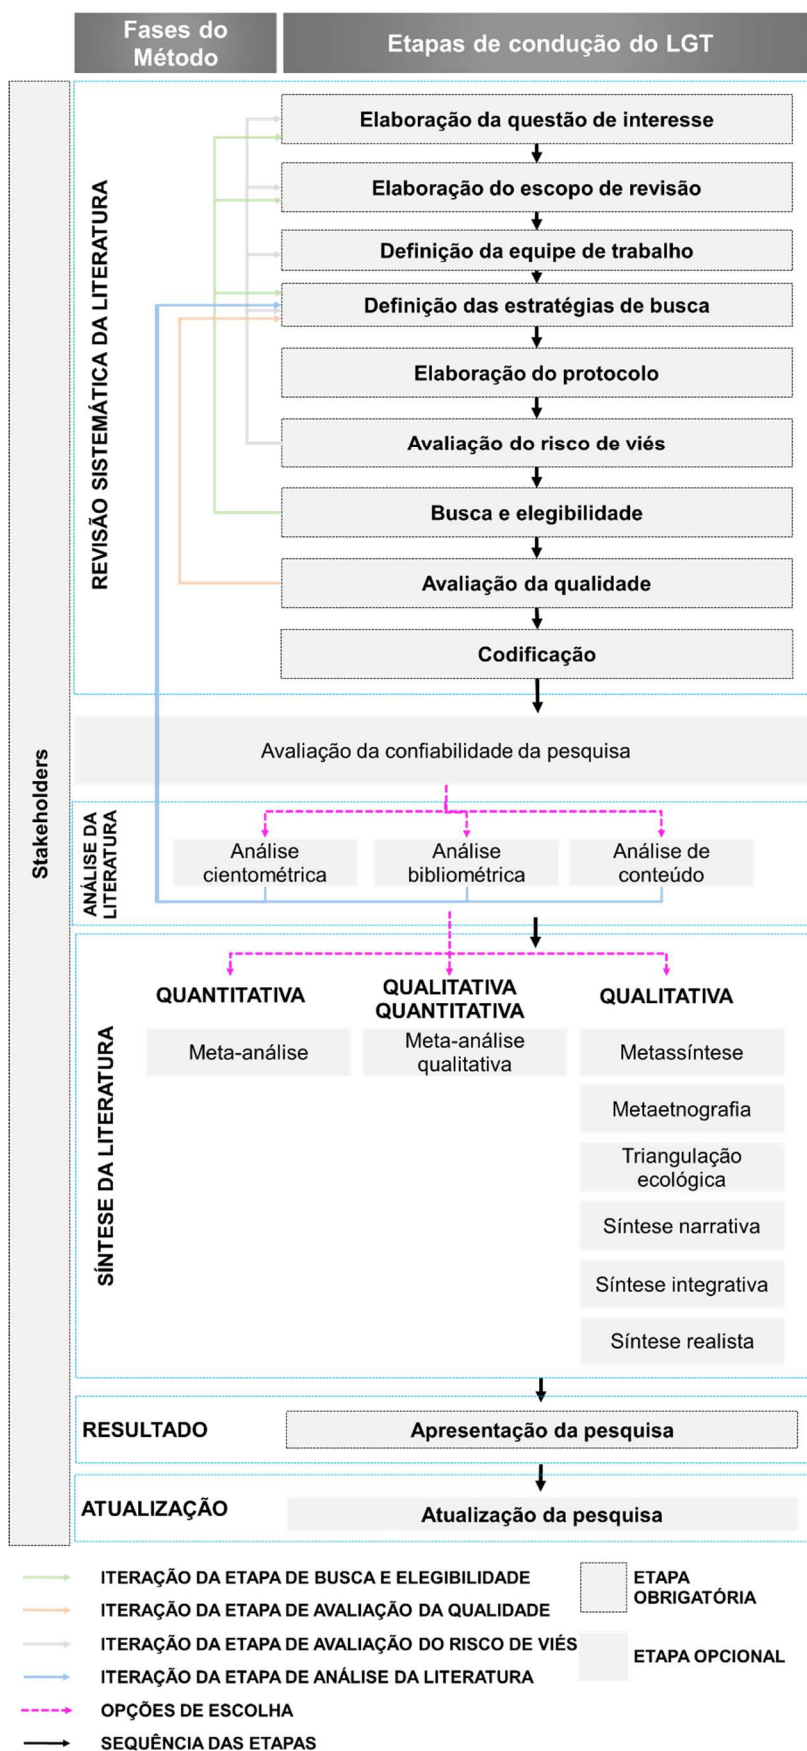 Fases do
Método
Etapas de condução do LGT
Stakeholders
REVISÃO SISTEMÁTICA DA LITERATURA
Elaboração da questão de interesse
Elaboração do escopo de revisão
Definição da equipe de trabalho
Definição das estratégias de busca
Elaboração do protocolo
Avaliação do risco de viés
Busca e elegibilidade
Avaliação da qualidade
Codificação
Avaliação da confiabilidade da pesquisa
ANÁLISE DA
LITERATURA
Análise
cientométrica
Análise
bibliométrica
Análise de
conteúdo
SÍNTESE DA LITERATURA
QUANTITATIVA
Meta-análise
QUALITATIVA
QUANTITATIVA
Meta-análise
qualitativa
QUALITATIVA
Metassíntese
Metaetnografia
Triangulação
ecológica
Síntese narrativa
Síntese integrativa
Síntese realista
RESULTADO
Apresentação da pesquisa
ATUALIZAÇÃO
Atualização da pesquisa
ITERAÇÃO DA ETAPA DE BUSCA E ELEGIBILIDADE
ITERAÇÃO DA ETAPA DE AVALIAÇÃO DA QUALIDADE
ITERAÇÃO DA ETAPA DE AVALIAÇÃO DO RISCO DE VIÉS
ITERAÇÃO DA ETAPA DE ANÁLISE DA LITERATURA
OPÇÕES DE ESCOLHA
SEQUÊNCIA DAS ETAPAS
ETAPA
OBRIGATÓRIA
ETAPA OPCIONAL